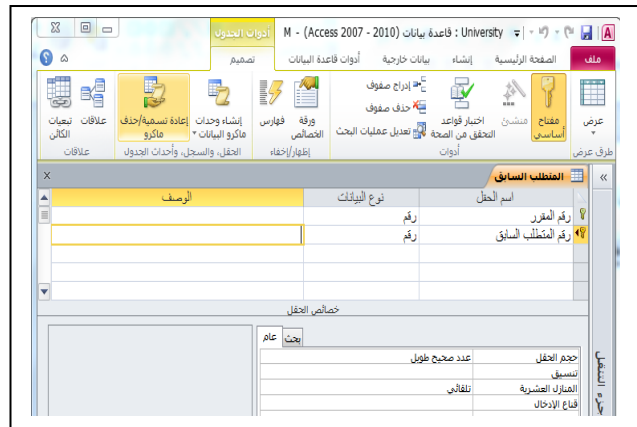 University : قاعدة بيانات (Access 2007 - 2010) - M
أدوات الجدول
ملف
الصفحة الرئيسية
إنشاء
بيانات خارجية
أدوات قاعدة البيانات
تصميم
عرض
مفتاح أساسي
منشئ
اختبار قواعد التحقق من الصحة
إدراج صفوف
حذف صفوف
تعديل عمليات البحث
ورقة الخصائص
فهارس
إنشاء وحدات ماكرو البيانات
إعادة تسمية/حذف ماكرو
علاقات
تبعيات الكائن
طرق عرض
أدوات
إظهار/إخفاء
الحقل، والسجل، وأحداث الجدول
علاقات
المتطلب السابق
اسم الحقل
نوع البيانات
الوصف
رقم المقرر
رقم
رقم المتطلب السابق
رقم
خصائص الحقل
عام
بحث
حجم الحقل
عدد صحيح طويل
تنسيق
المنازل العشرية
تلقائي
قناع الإدخال
جزء التنقل